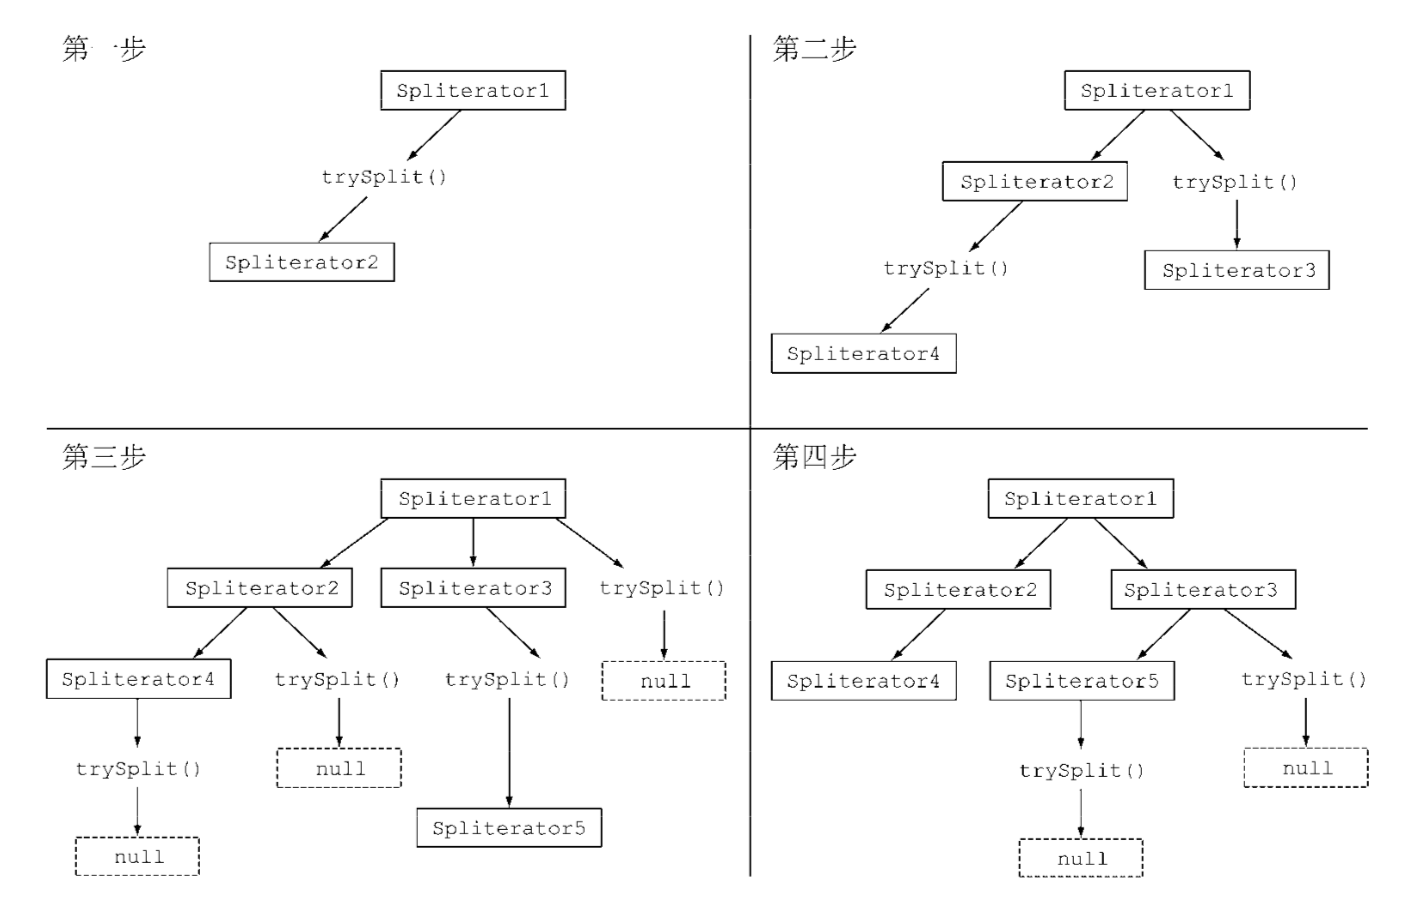 第一步
Spliterator1
trySplit()
Spliterator2
第二步
Spliterator1
Spliterator2
trySplit()
trySplit()
Spliterator3
Spliterator4
第三步
Spliterator1
Spliterator2
Spliterator3
trySplit()
Spliterator4
trySplit()
trySplit()
null
trySplit()
null
Spliterator5
null
第四步
Spliterator1
Spliterator2
Spliterator3
Spliterator4
Spliterator5
trySplit()
trySplit()
null
null